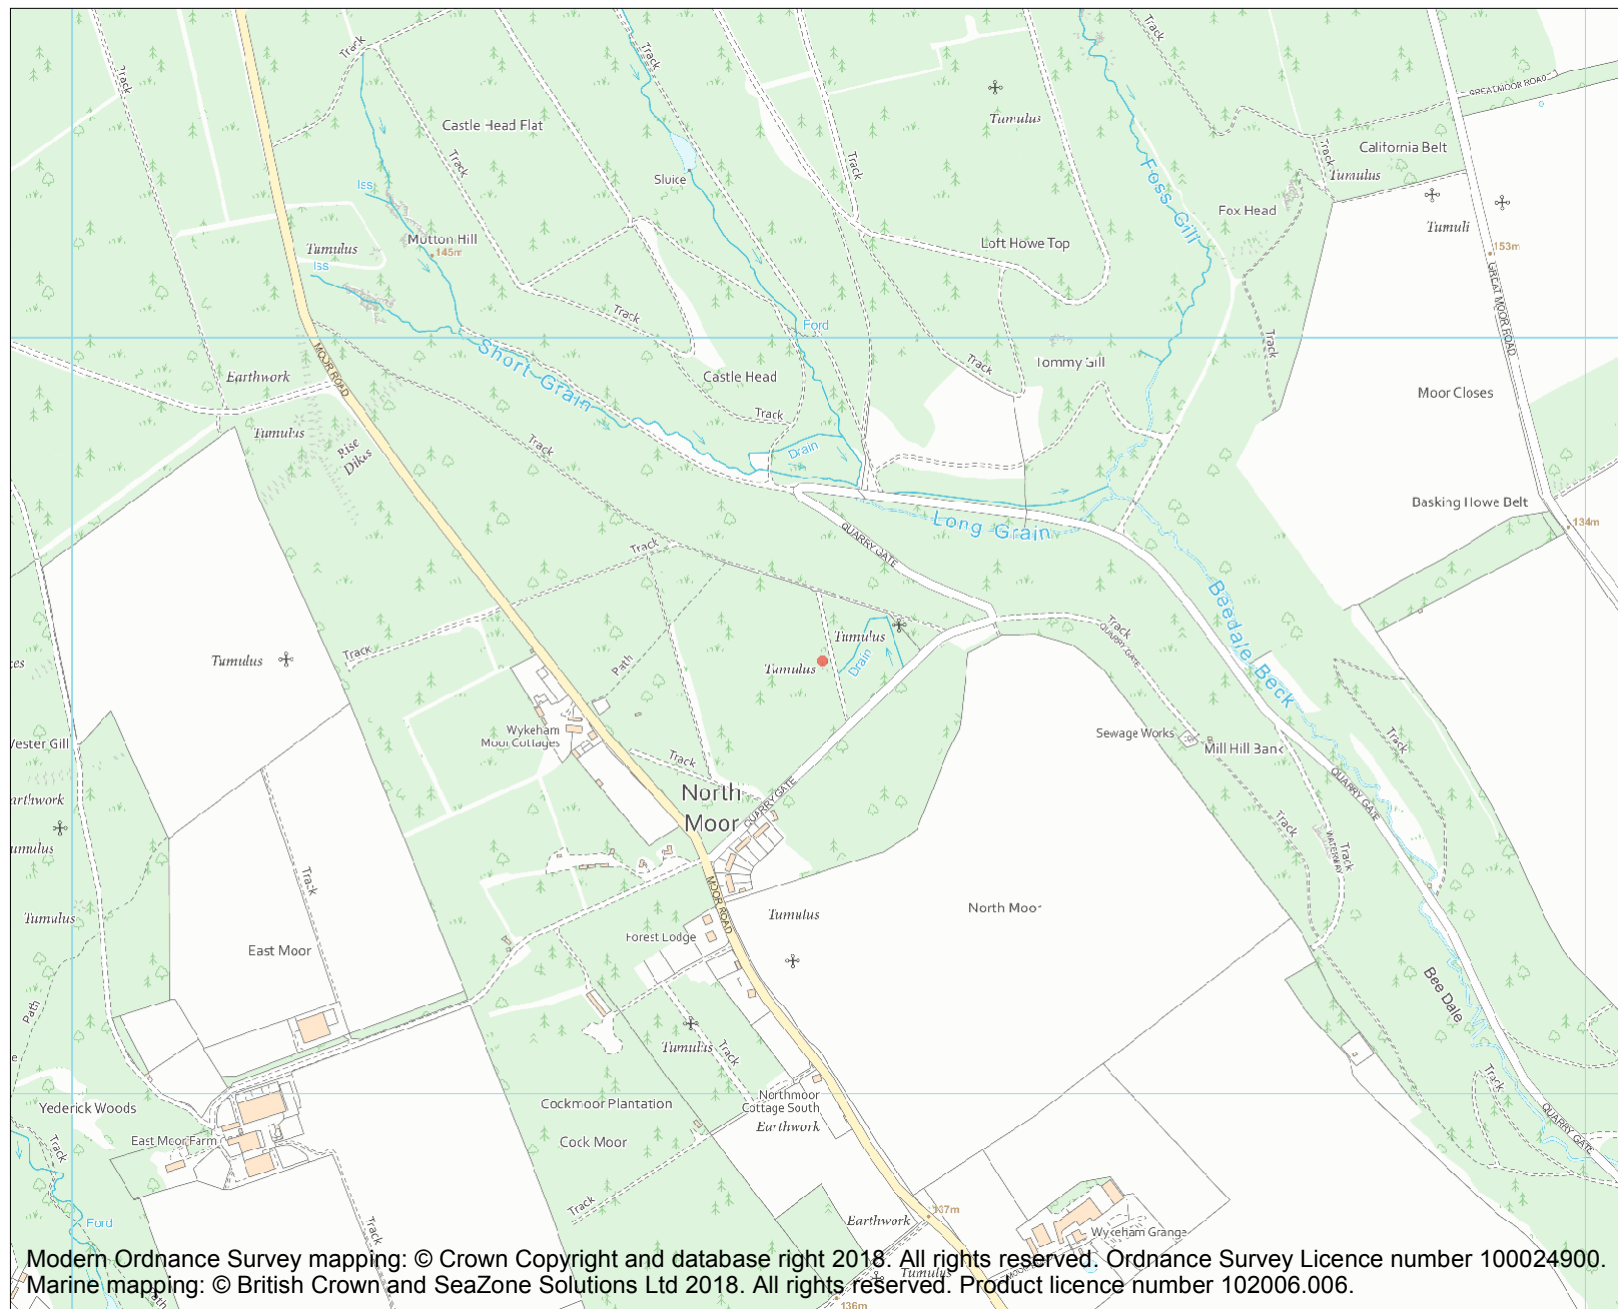 Track
Track
Track
Track
GREAT MOOR ROAD
Castle Head Flat
Tumulus
California Belt
Track
Track
Track
Sluice
Tumulus
Iss
Foss Gill
Fox Head
Tumulus
Mutton Hill
145m
Loft Howe Top
Tumuli
153m
Iss
GREAT MOOR ROAD
Track
Ford
Track
MOOR ROAD
Short Grain
Tommy Gill
Track
Earthwork
Castle Head
Moor Closes
Track
Tumulus
Rise Dikes
Track
Drain
Basking Howe Belt
Long Grain
134m
QUARRY GATE
Track
Beedale Beck
Track
QUARRY GATE
Tumulus
Track
Tumulus
Path
Tumulus
Drain
Wykeham
Moor Cottages
Sewage Works
Mill Hill Bank
Track
Track
QUARRY GATE
North
Moor
QUARRY GATE
Track
Track
WATERWAY
Track
MOOR ROAD
North Moor
Tumulus
Tumulus
Forest Lodge
East Moor
Bee Dale
Path
Tumulus
Track
Track
Yederick Woods
Cockmoor Plantation
Northmoor
Cottage South
Earthwork
QUARRY GATE
East Moor Farm
Cock Moor
Track
Track
Track
Ford
Earthwork
137m
Wykeham Grange
Modern Ordnance Survey mapping: © Crown Copyright and database right 2018. All rights reserved. Ordnance Survey Licence number 100024900.
Tumulus
Marine mapping: © British Crown and SeaZone Solutions Ltd 2018. All rights reserved. Product licence number 102006.006.
Path
136m